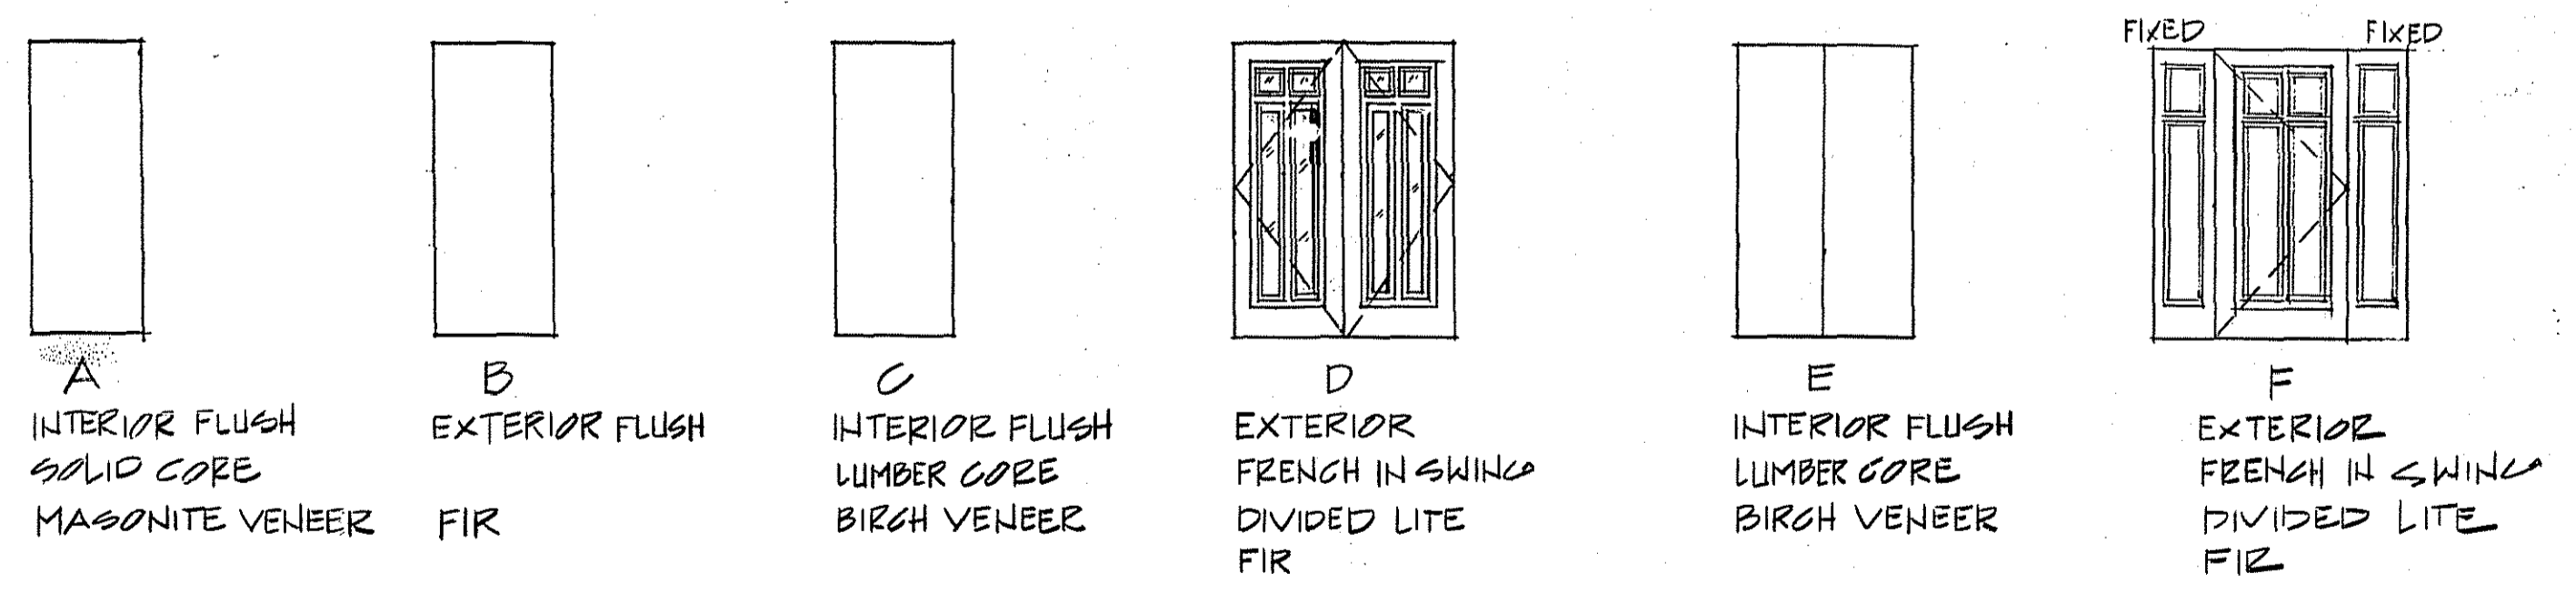 FIXED FIXED
A
INTERIOR FLUSH
SOLID CORE
MASONITE VENEER
B
EXTERIOR FLUSH
FIR
C
INTERIOR FLUSH
LUMBER CORE
BIRCH VENEER
D
EXTERIOR
FRENCH IN SWING
DIVIDED LITE
FIR
E
INTERIOR FLUSH
LUMBER CORE
BIRCH VENEER
F
EXTERIOR
FRENCH IN SWING
DIVIDED LITE
FIR